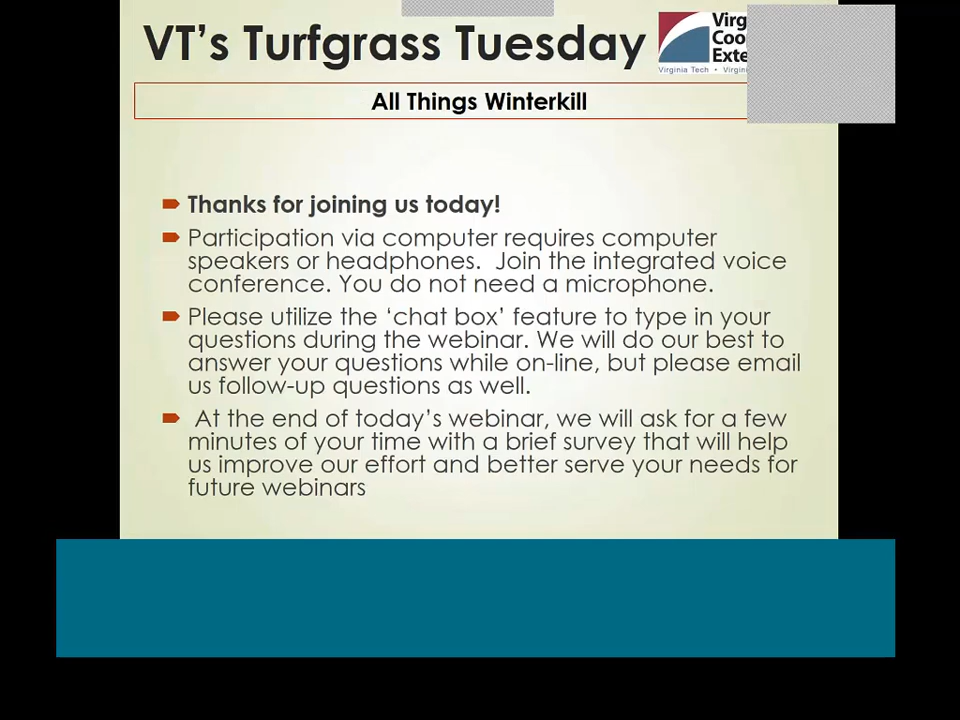 VT’s Turfgrass Tuesday
All Things Winterkill
Thanks for joining us today!
Participation via computer requires computer
speakers or headphones.  Join the integrated voice
conference. You do not need a microphone.
Please utilize the ‘chat box’ feature to type in your
questions during the webinar. We will do our best to
answer your questions while on-line, but please email
us follow-up questions as well.
At the end of today’s webinar, we will ask for a few
minutes of your time with a brief survey that will help
us improve our effort and better serve your needs for
future webinars
Virginia Tech •